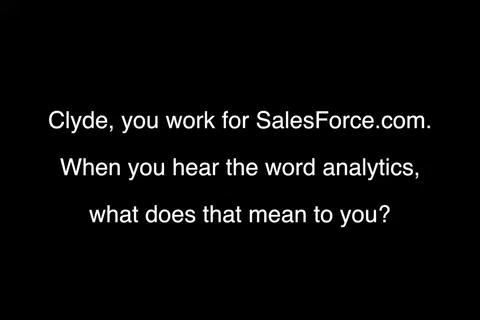 Clyde, you work for SalesForce.com.
When you hear the word analytics,
what does that mean to you?